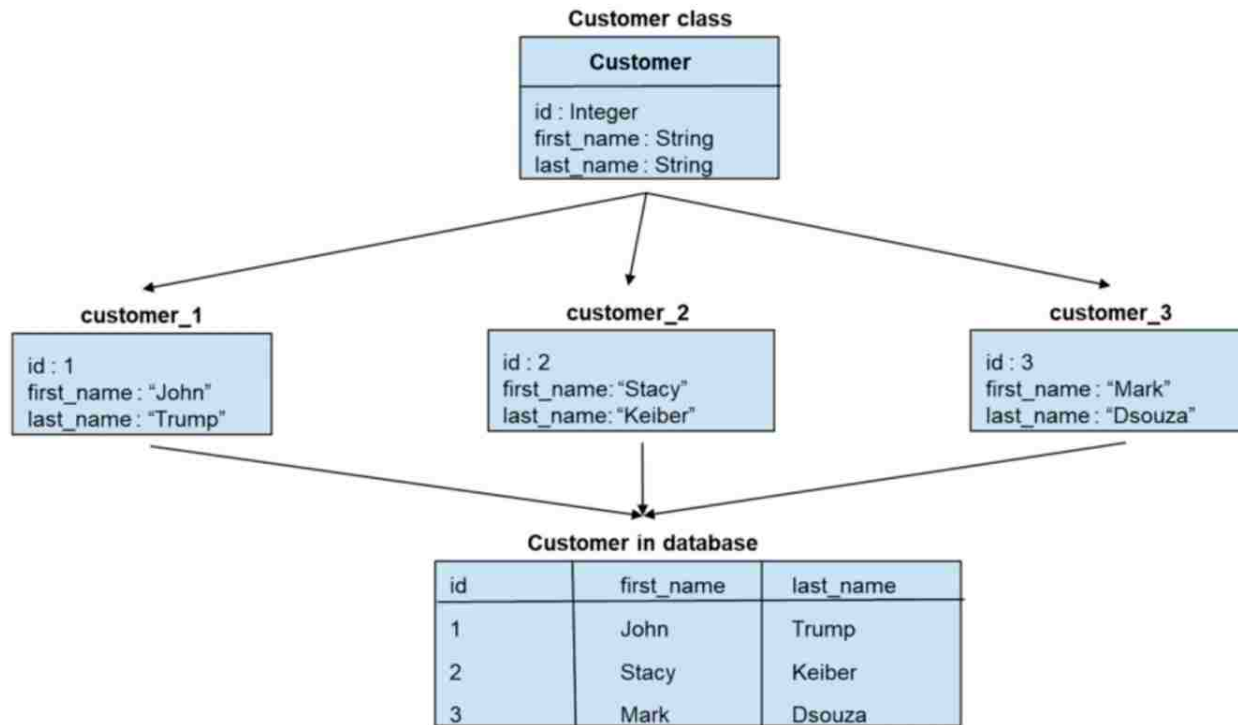 Customer class
Customer
id : Integer
first_name : String
last_name : String
customer_1
id : 1
first_name : “John”
last_name : “Trump”
customer_2
id : 2
first_name: “Stacy”
last_name: “Keiber”
customer_3
id : 3
first_name : “Mark”
last_name : “Dsouza”
Customer in database
id first_name last_name
1 John Trump
2 Stacy Keiber
3 Mark Dsouza